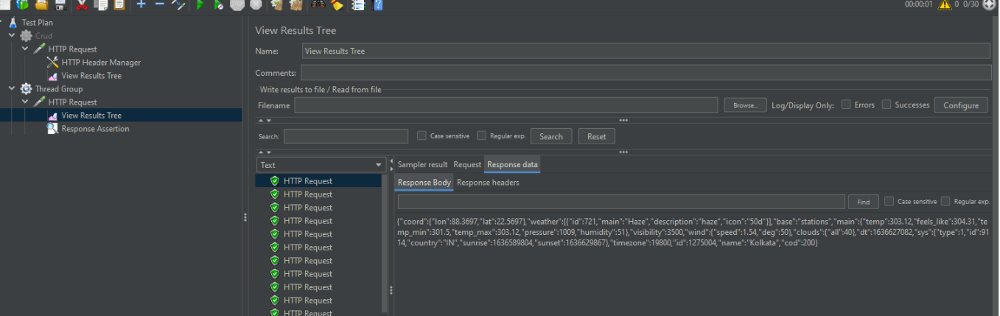 00:00:01 0 0/30
Test Plan
Crud
HTTP Request
HTTP Header Manager
View Results Tree
Thread Group
HTTP Request
View Results Tree
Response Assertion
View Results Tree
Name: View Results Tree
Comments:
Write results to file / Read from file
Filename Browse... Log/Display Only: Errors Successes Configure
Search: Case sensitive Regular exp. Search Reset
Text
HTTP Request
HTTP Request
HTTP Request
HTTP Request
HTTP Request
HTTP Request
HTTP Request
HTTP Request
HTTP Request
HTTP Request
HTTP Request
Sampler result Request Response data
Response Body Response headers
Find Case sensitive Regular exp.
{"coord":{"lon":88.3697,"lat":22.5697},"weather":[{"id":721,"main":"Haze","description":"haze","icon":"50d"}],"base":"stations","main":{"temp":303.12,"feels_like":304.31,"te
mp_min":301.5,"temp_max":303.12,"pressure":1009,"humidity":51},"visibility":3500,"wind":{"speed":1.54,"deg":50},"clouds":{"all":40},"dt":1636627082,"sys":{"type":1,"id":91
14,"country":"IN","sunrise":1636589804,"sunset":1636629867},"timezone":19800,"id":1275004,"name":"Kolkata","cod":200}